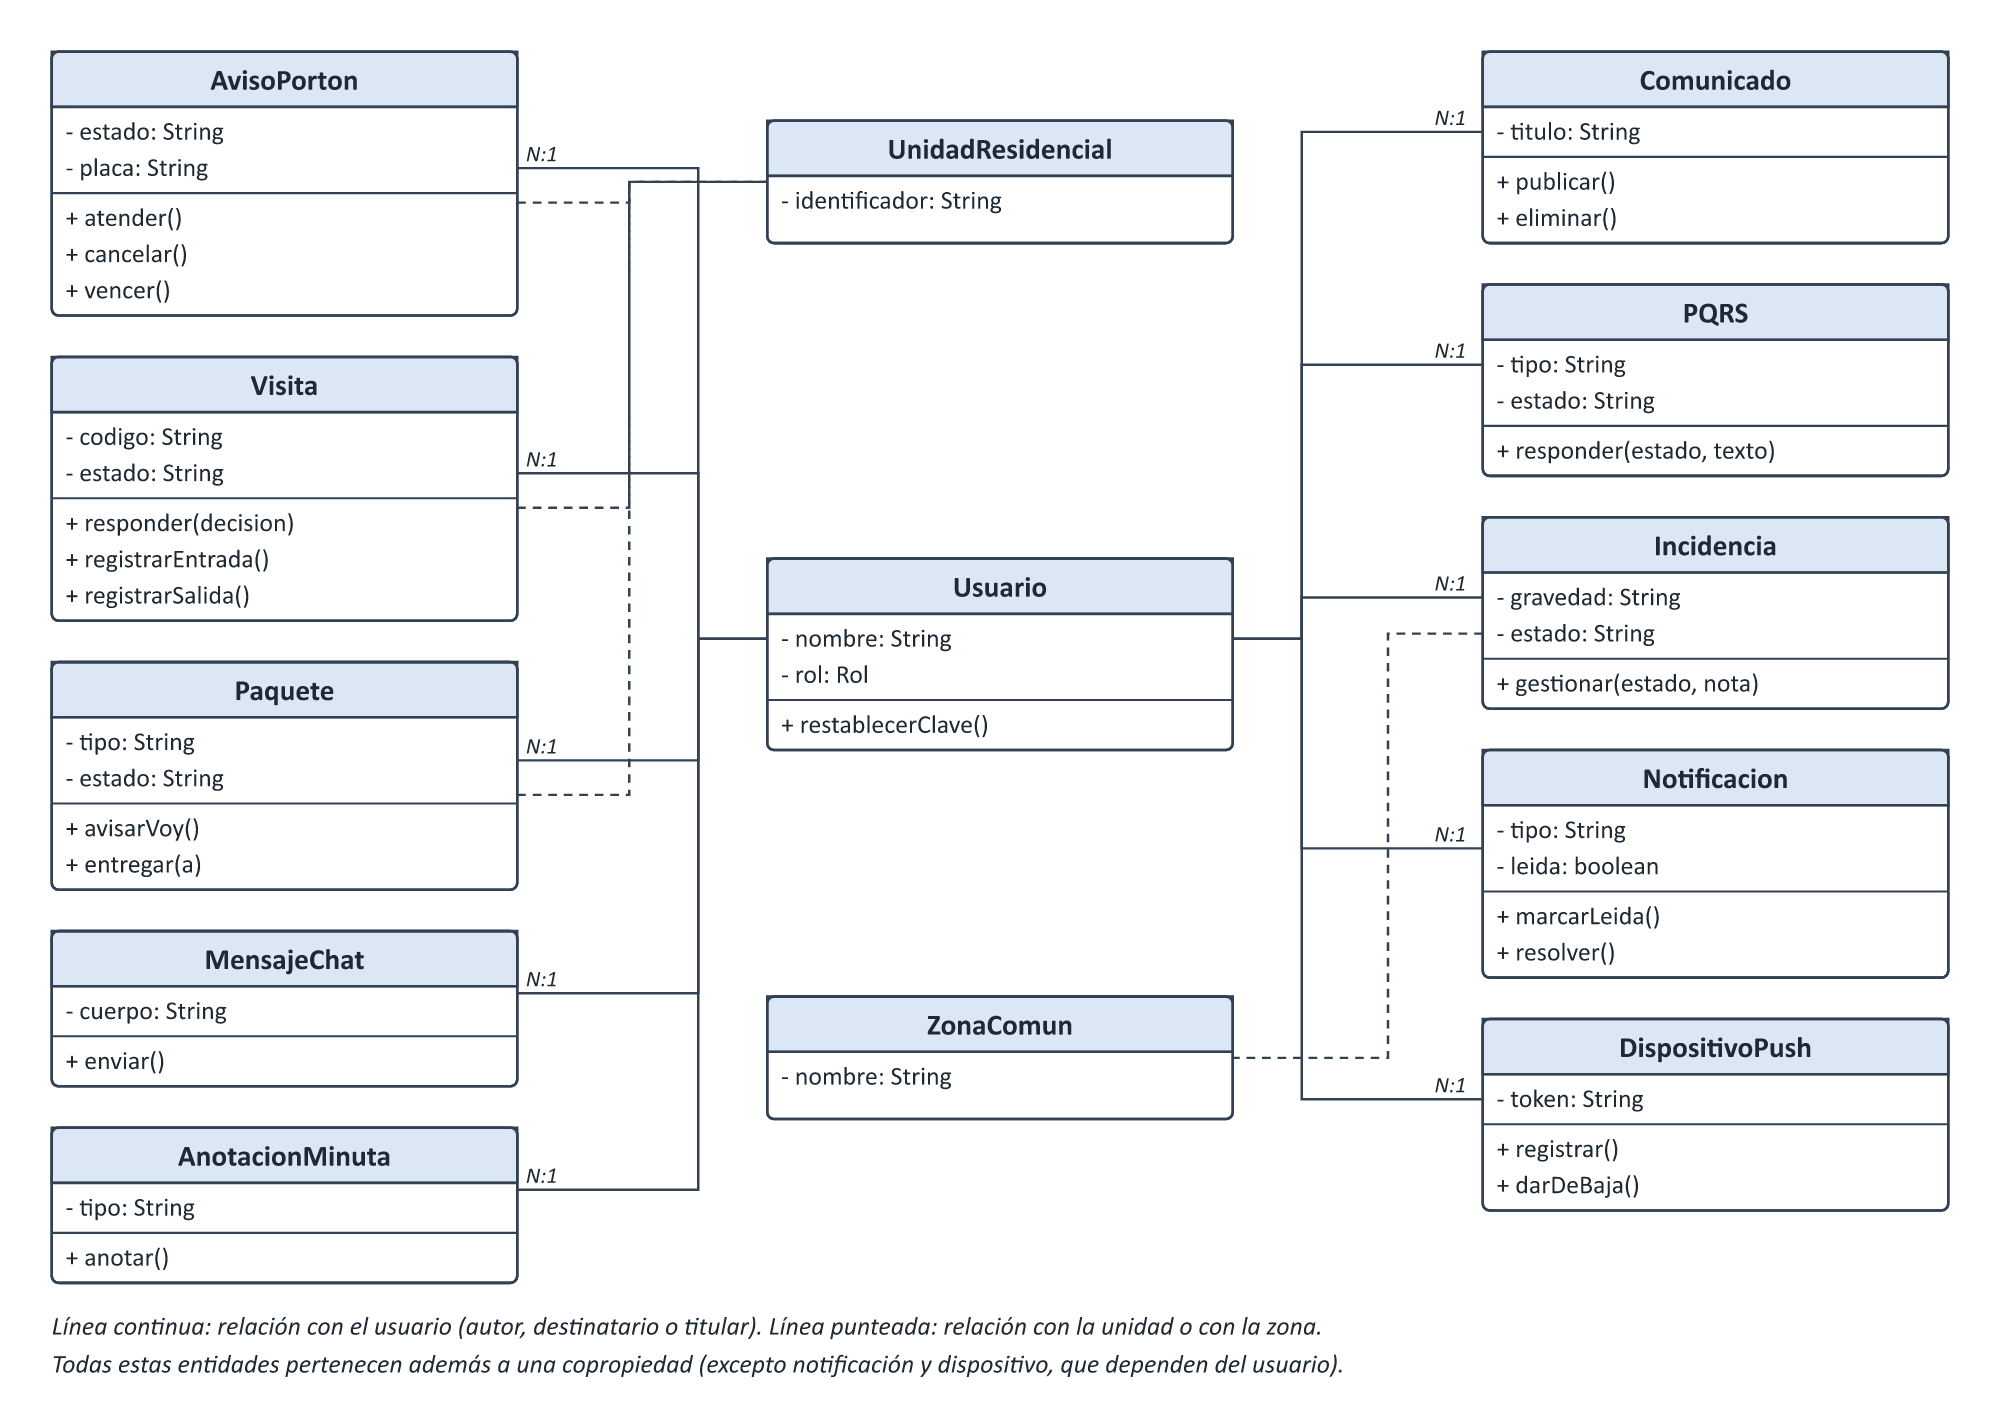 AvisoPorton
- estado: String
- placa: String
+ atender()
+ cancelar()
+ vencer()
N:1
Visita
- codigo: String
- estado: String
+ responder(decision)
+ registrarEntrada()
+ registrarSalida()
N:1
Paquete
- tipo: String
- estado: String
+ avisarVoy()
+ entregar(a)
N:1
MensajeChat
- cuerpo: String
+ enviar()
N:1
AnotacionMinuta
- tipo: String
+ anotar()
N:1
UnidadResidencial
- identificador: String
Usuario
- nombre: String
- rol: Rol
+ restablecerClave()
ZonaComun
- nombre: String
Comunicado
- titulo: String
+ publicar()
+ eliminar()
N:1
PQRS
- tipo: String
- estado: String
+ responder(estado, texto)
N:1
Incidencia
- gravedad: String
- estado: String
+ gestionar(estado, nota)
N:1
Notificacion
- tipo: String
- leida: boolean
+ marcarLeida()
+ resolver()
N:1
DispositivoPush
- token: String
+ registrar()
+ darDeBaja()
N:1
Línea continua: relación con el usuario (autor, destinatario o titular). Línea punteada: relación con la unidad o con la zona.
Todas estas entidades pertenecen además a una copropiedad (excepto notificación y dispositivo, que dependen del usuario).